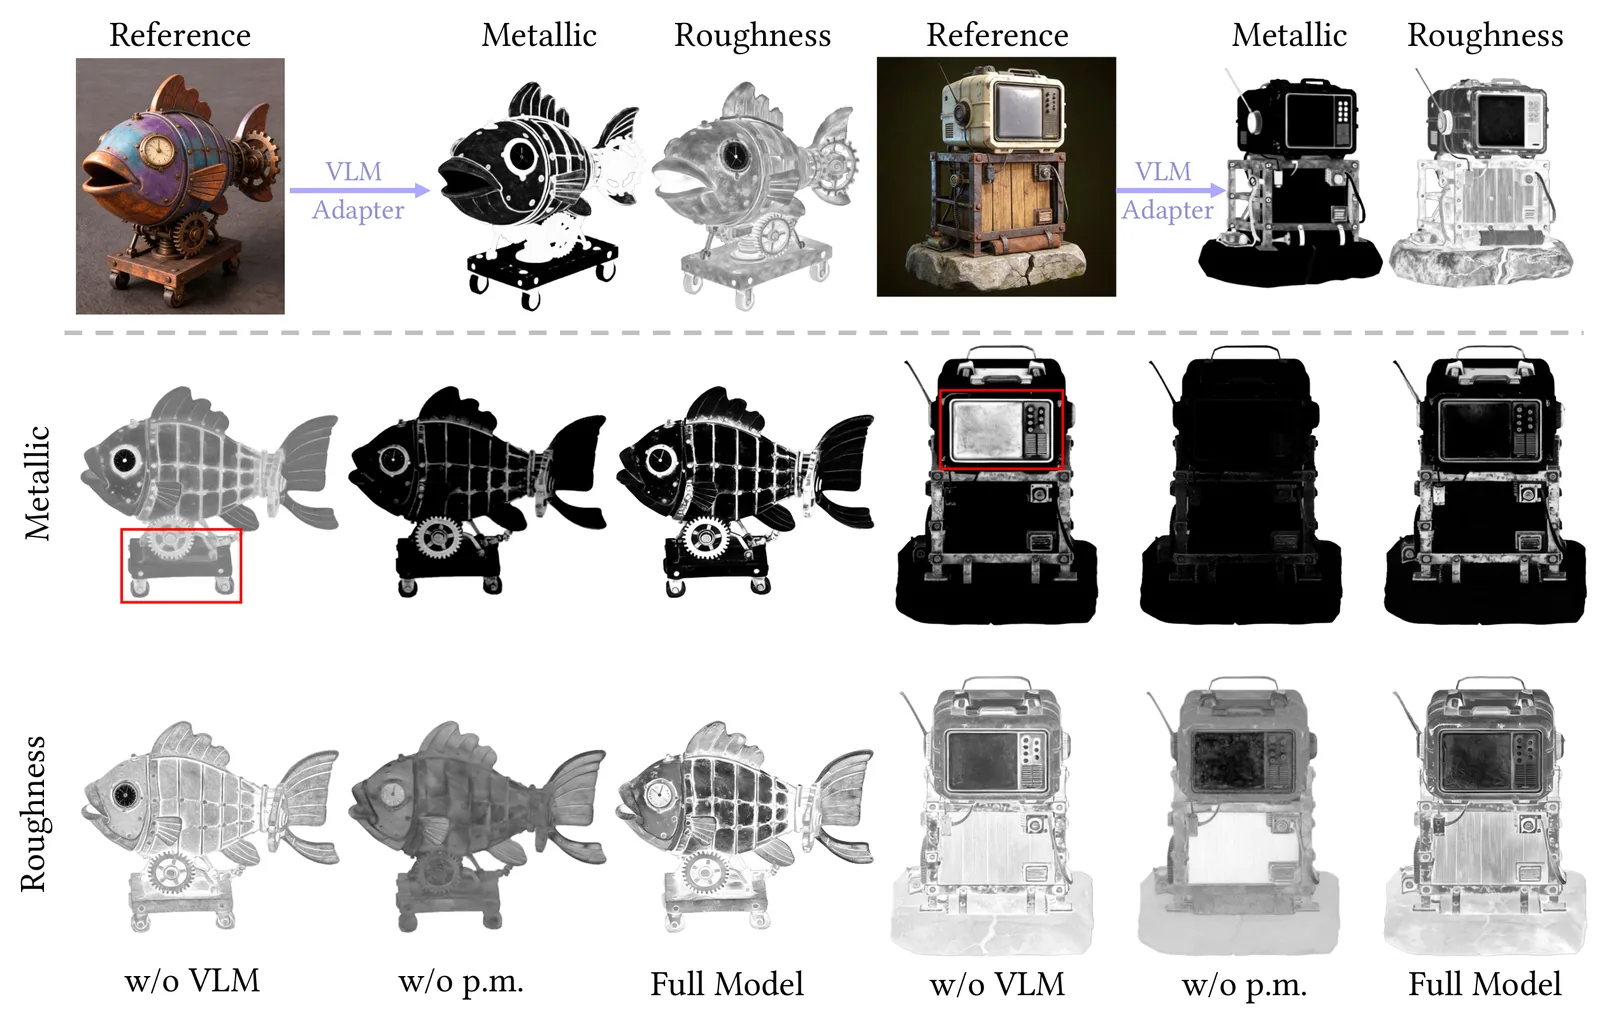 Reference
Metallic
Roughness
Reference
Metallic
Roughness
VLM
Adapter
VLM
Adapter
Metallic
Roughness
w/o VLM
w/o p.m.
Full Model
w/o VLM
w/o p.m.
Full Model